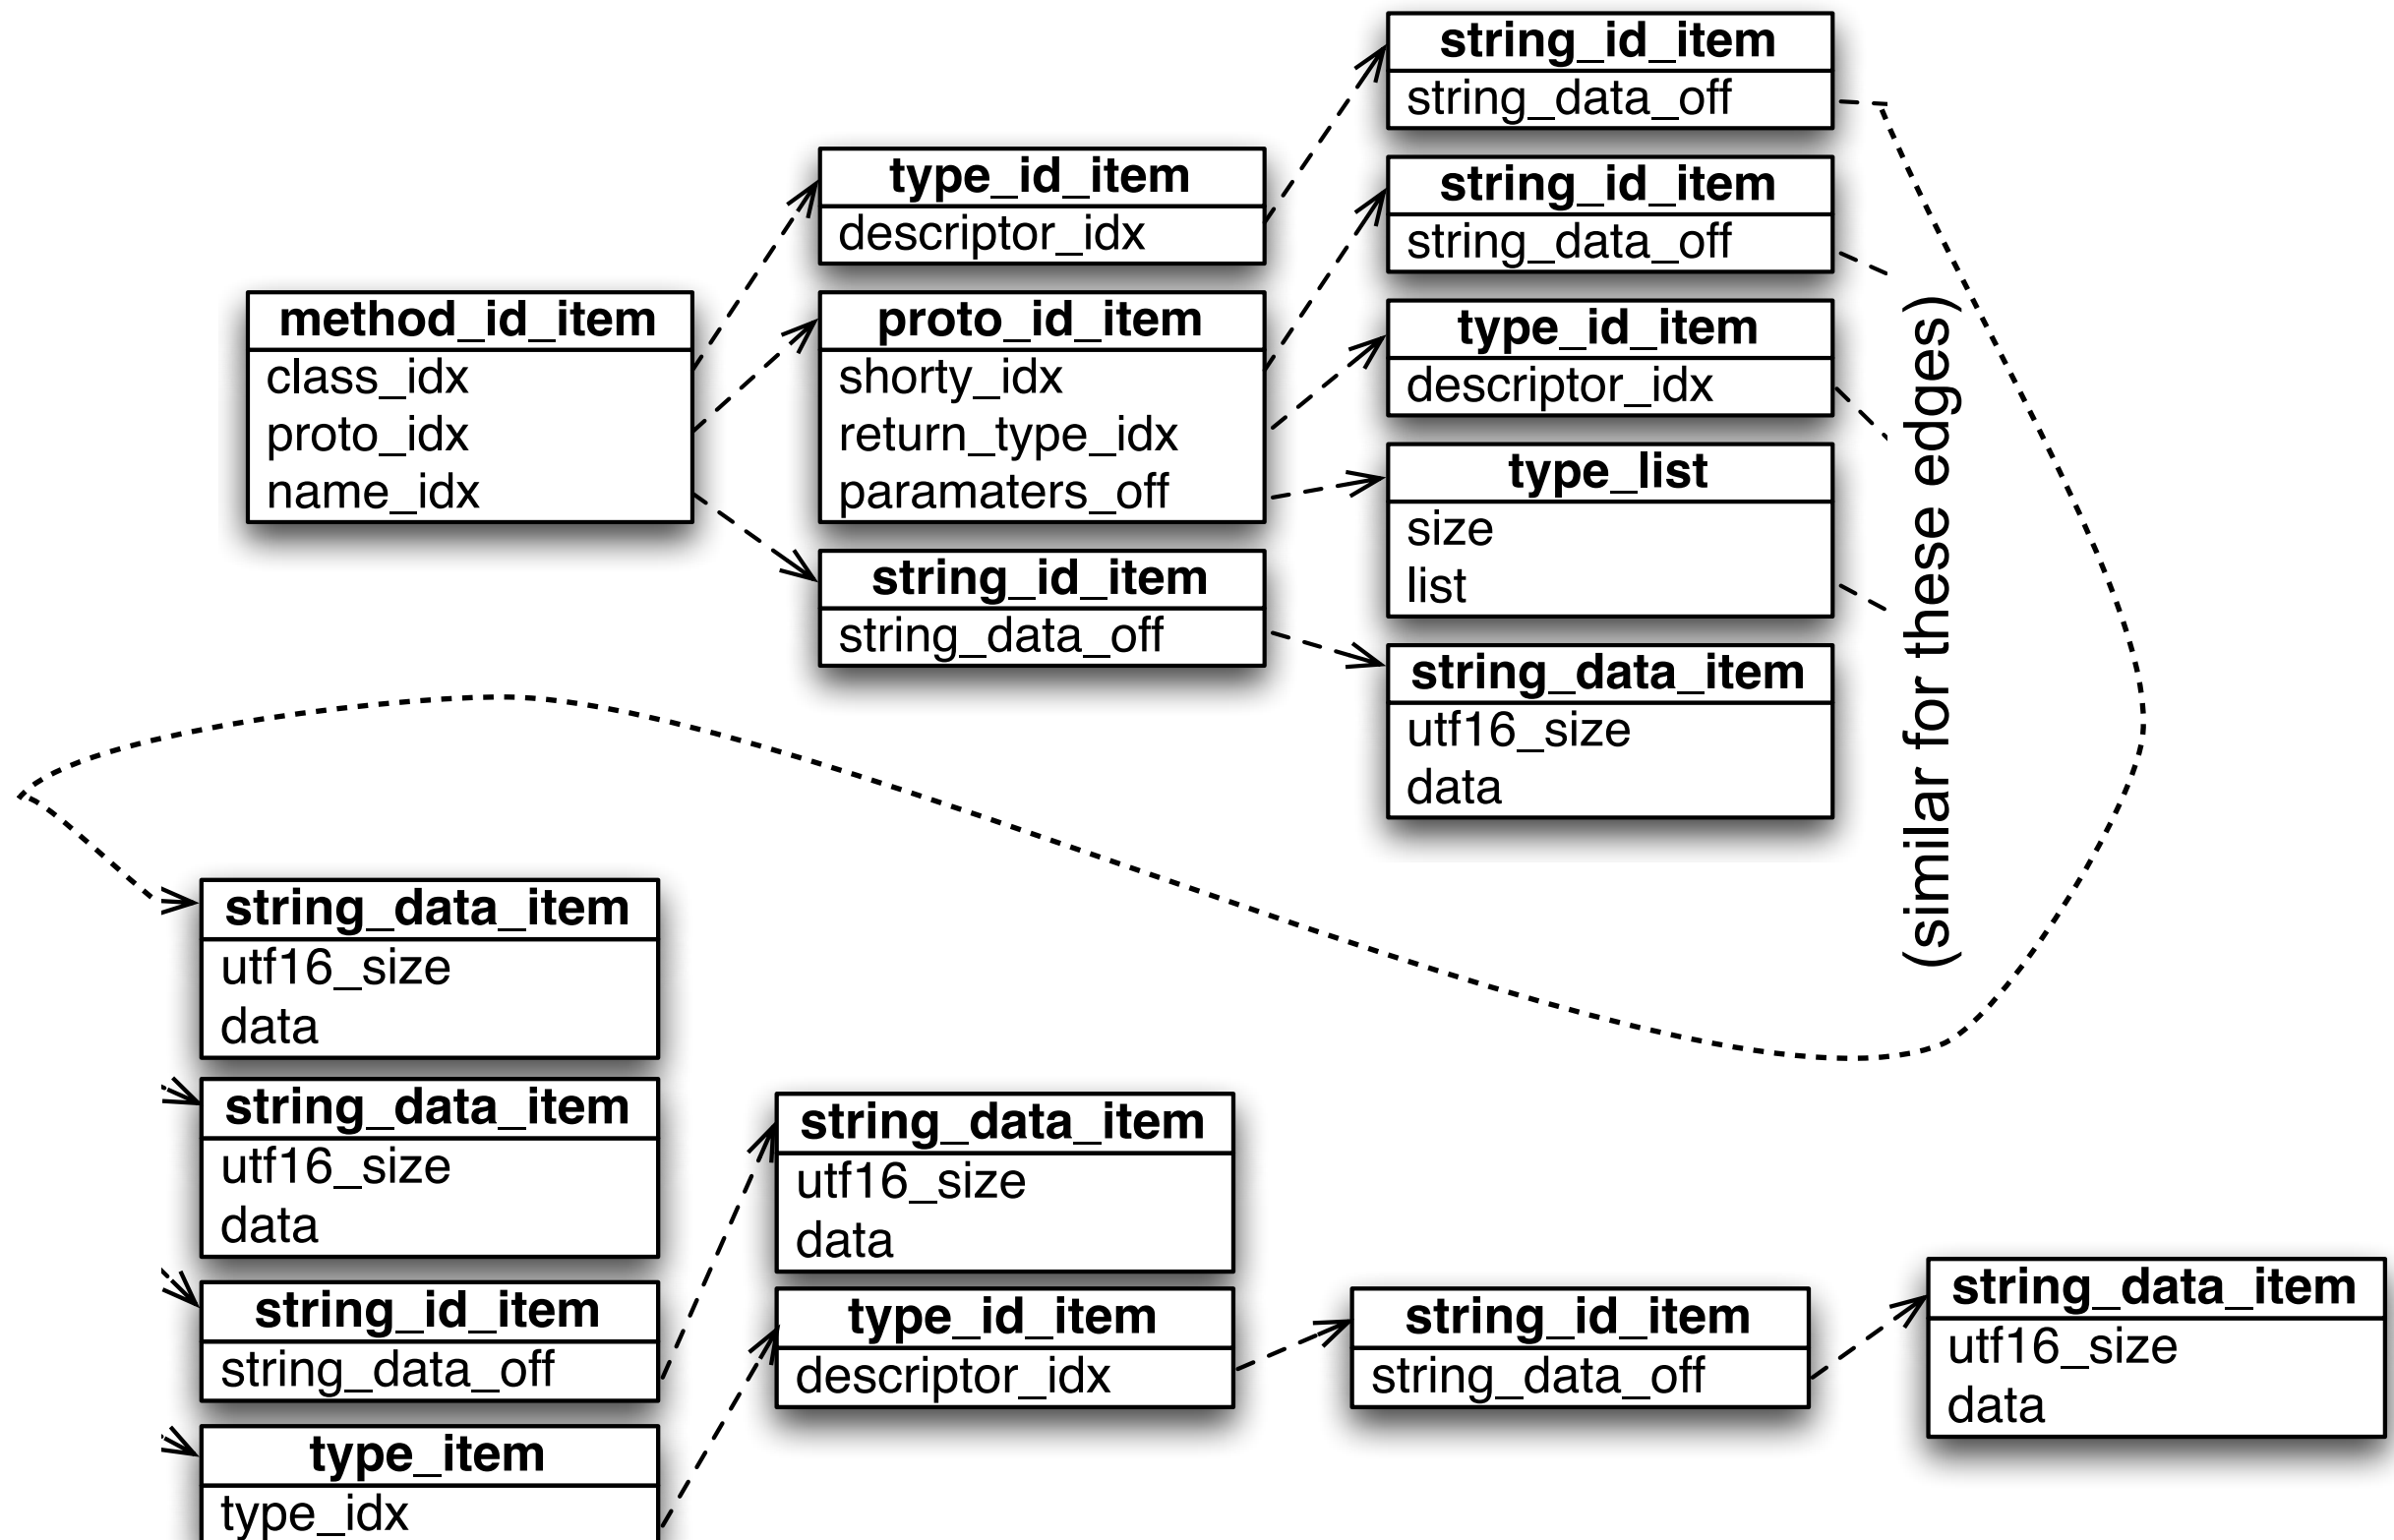 string_id_item
string_data_off
type_id_item
descriptor_idx
string_id_item
string_data_off
method_id_item
class_idx
proto_idx
name_idx
proto_id_item
shorty_idx
return_type_idx
paramaters_off
type_id_item
descriptor_idx
type_list
size
list
string_id_item
string_data_off
string_data_item
utf16_size
data
(similar for these edges)
string_data_item
utf16_size
data
string_data_item
utf16_size
data
string_data_item
utf16_size
data
string_id_item
string_data_off
type_id_item
descriptor_idx
string_id_item
string_data_off
string_data_item
utf16_size
data
type_item
type_idx